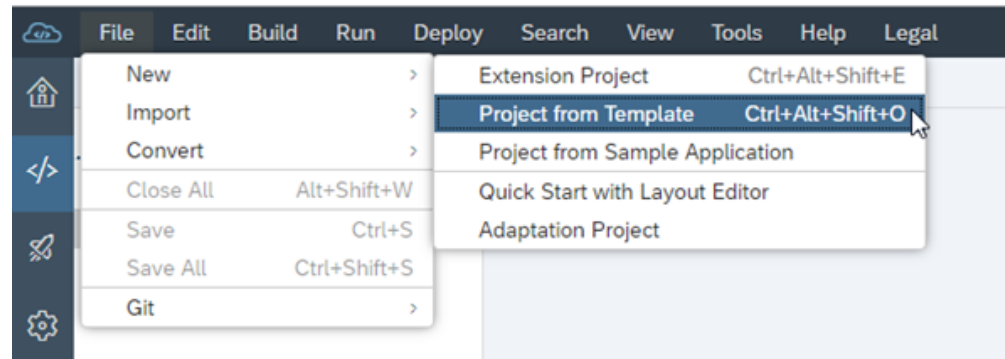 File Edit Build Run Deploy Search View Tools Help Legal
New >
Import >
Convert >
Close All Alt+Shift+W
Save Ctrl+S
Save All Ctrl+Shift+S
Git >
Extension Project Ctrl+Alt+Shift+E
Project from Template Ctrl+Alt+Shift+O
Project from Sample Application
Quick Start with Layout Editor
Adaptation Project